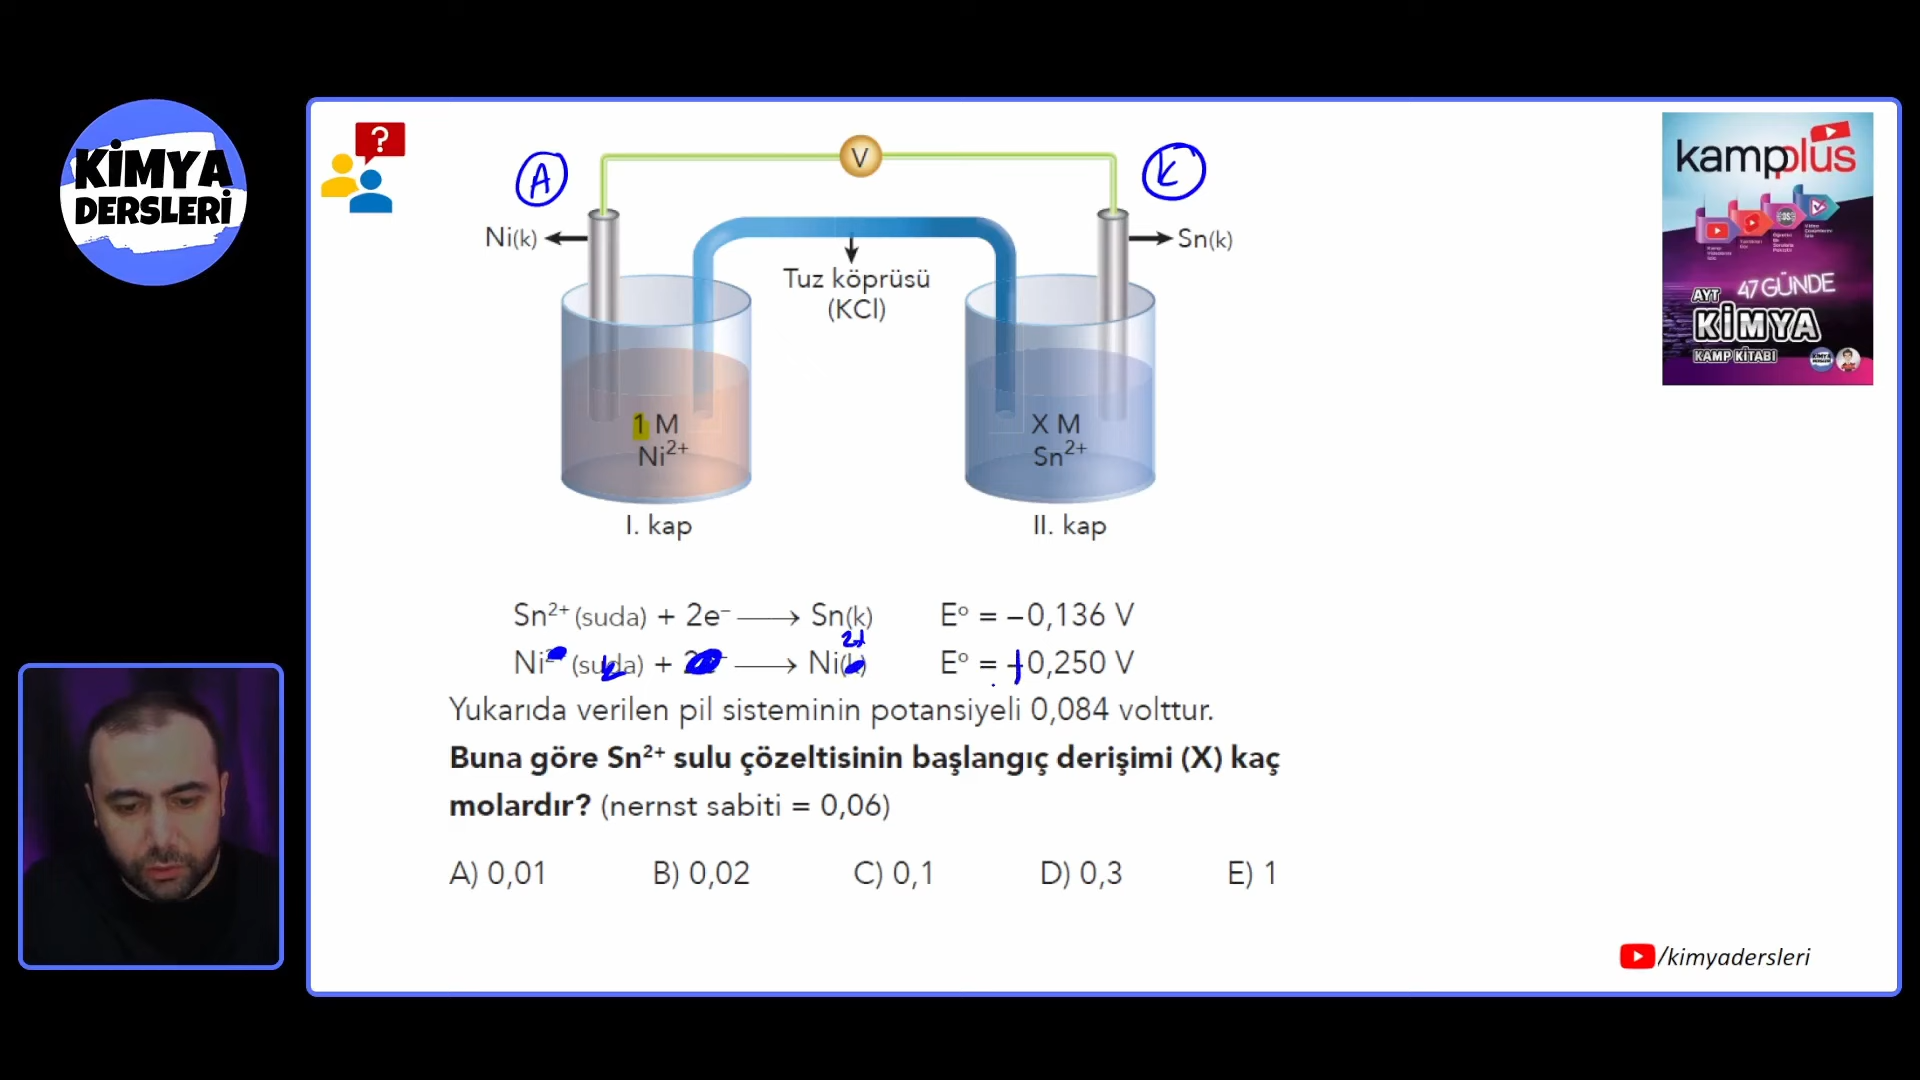 KİMYA
DERSLERİ
?
A
V
K
Ni(k)
Sn(k)
Tuz köprüsü
(KCl)
1 M
Ni²⁺
X M
Sn²⁺
I. kap
II. kap
Sn²⁺ (suda) + 2e⁻ ⟶ Sn(k) E° = −0,136 V
2+
Ni (suda) + ⟶ Ni(k) E° = +0,250 V
Yukarıda verilen pil sisteminin potansiyeli 0,084 volttur.
Buna göre Sn²⁺ sulu çözeltisinin başlangıç derişimi (X) kaç
molardır? (nernst sabiti = 0,06)
A) 0,01 B) 0,02 C) 0,1 D) 0,3 E) 1
kampplus
AYT 47 GÜNDE
KİMYA
KAMP KİTABI
/kimyadersleri